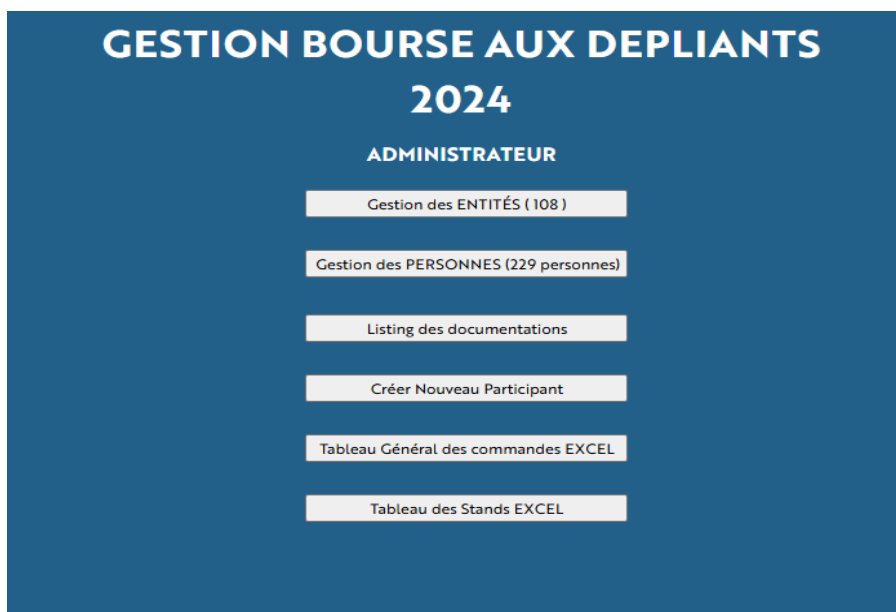 GESTION BOURSE AUX DEPLIANTS
2024
ADMINISTRATEUR
Gestion des ENTITÉS ( 108 )
Gestion des PERSONNES (229 personnes)
Listing des documentations
Créer Nouveau Participant
Tableau Général des commandes EXCEL
Tableau des Stands EXCEL